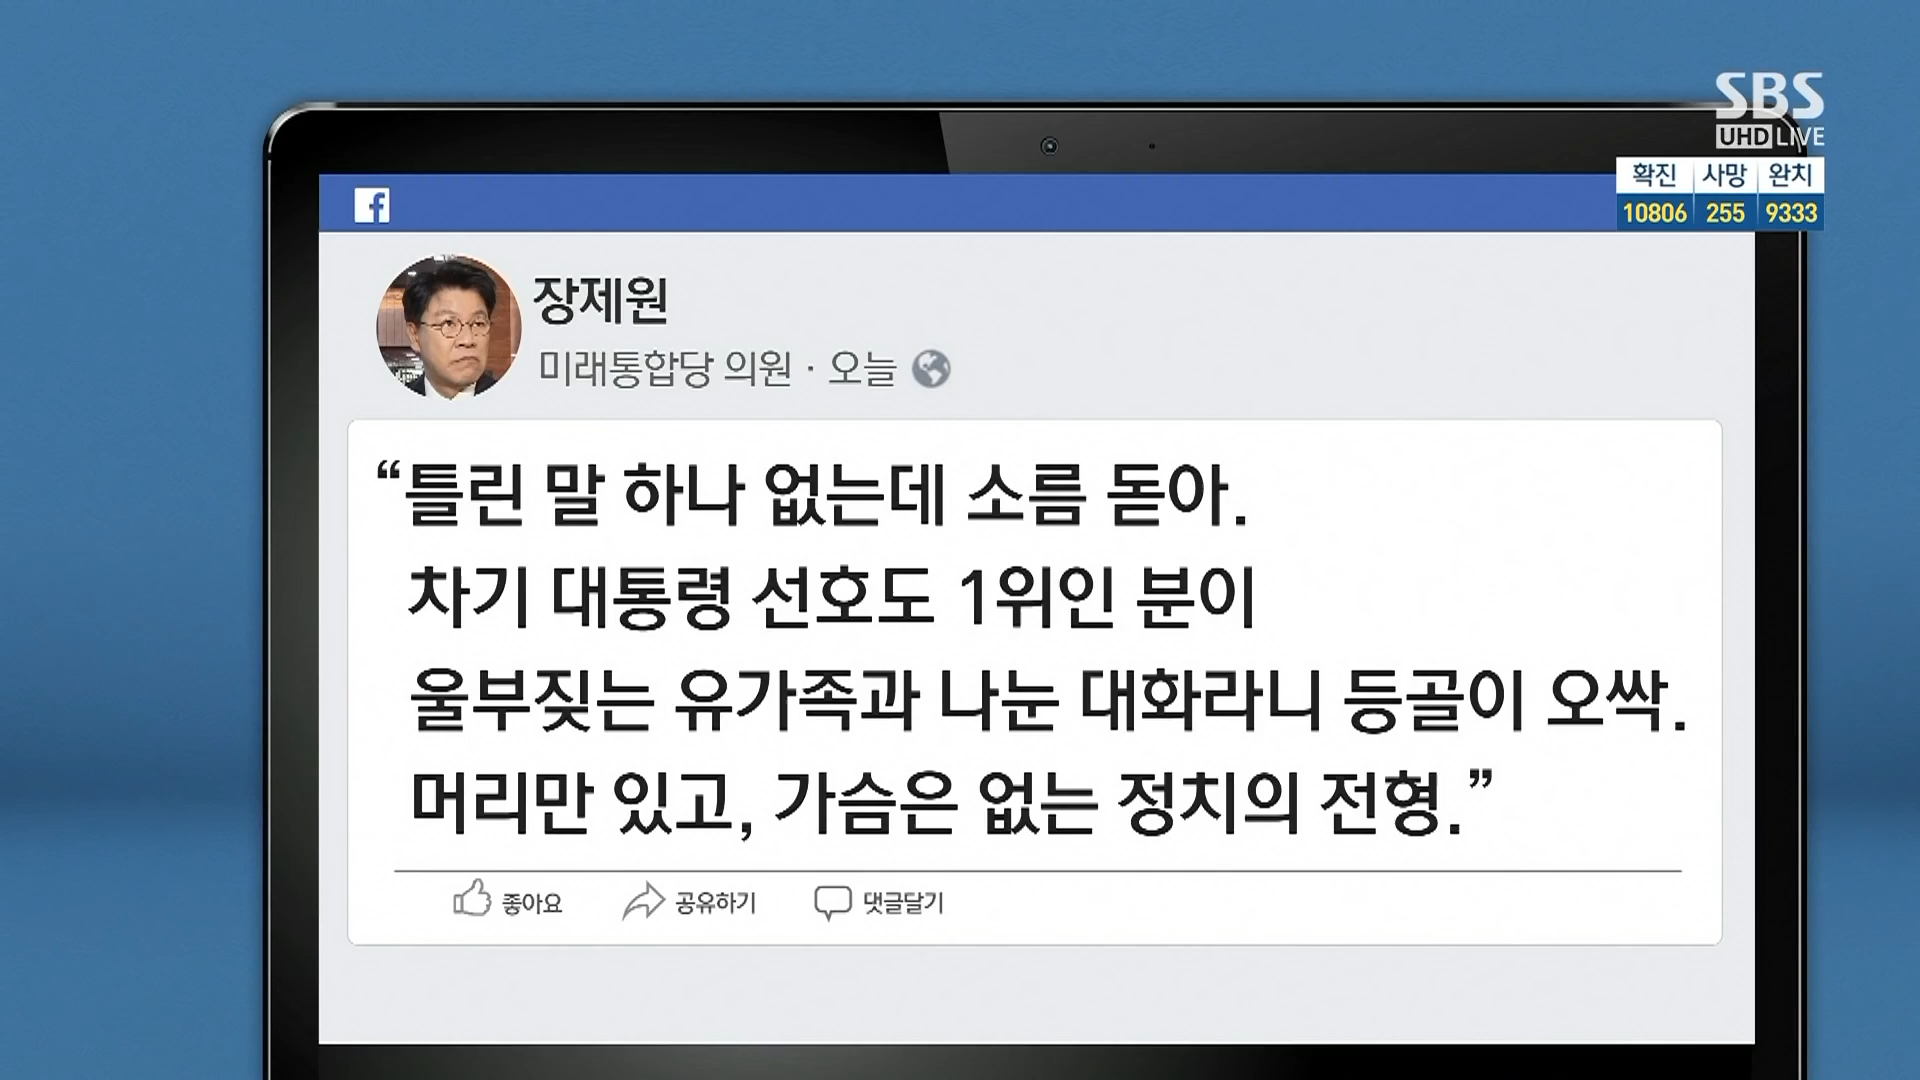 SBS
UHD LIVE
확진 사망 완치
10806 255 9333
장제원
미래통합당 의원 · 오늘
“틀린 말 하나 없는데 소름 돋아.
차기 대통령 선호도 1위인 분이
울부짖는 유가족과 나눈 대화라니 등골이 오싹.
머리만 있고, 가슴은 없는 정치의 전형.”
좋아요 공유하기 댓글달기